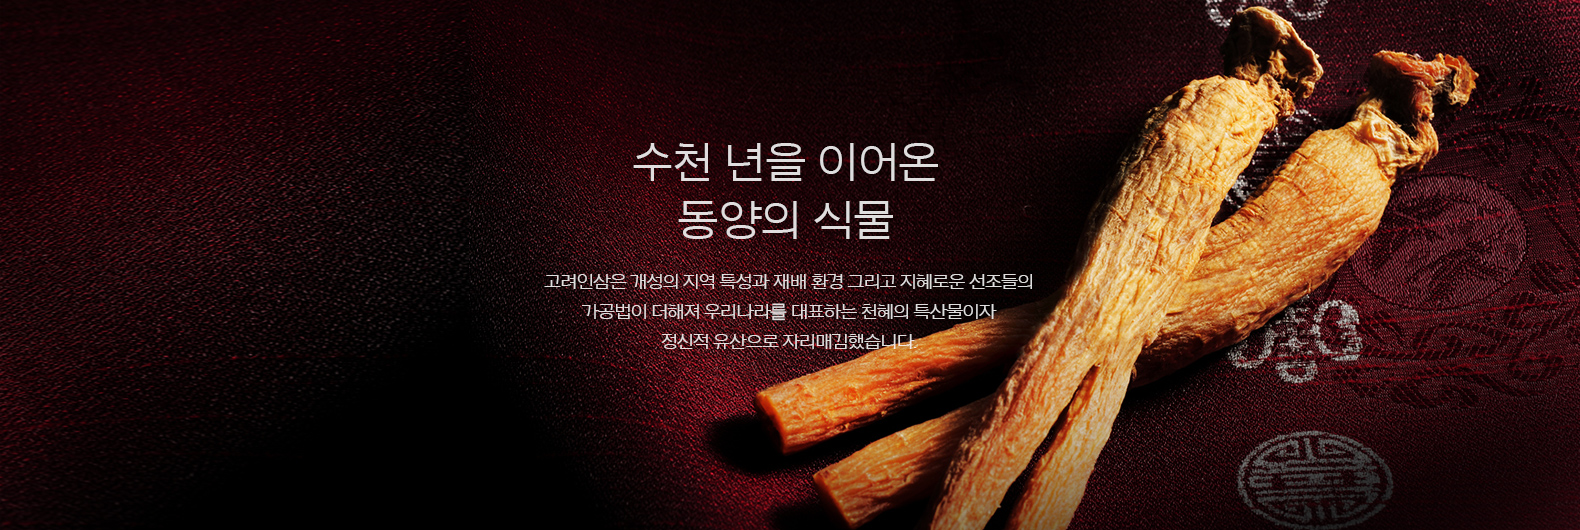 수천 년을 이어온
동양의 식물
고려인삼은 개성의 지역 특성과 재배 환경 그리고 지혜로운 선조들의
가공법이 더해져 우리나라를 대표하는 천혜의 특산물이자
정신적 유산으로 자리매김했습니다.